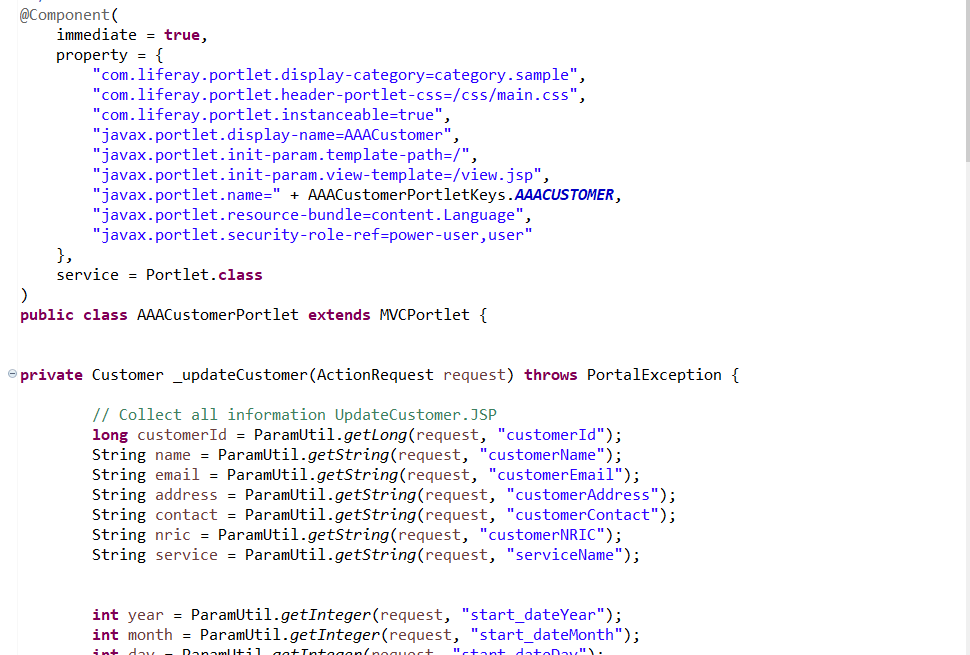 @Component(
    immediate = true,
    property = {
        "com.liferay.portlet.display-category=category.sample",
        "com.liferay.portlet.header-portlet-css=/css/main.css",
        "com.liferay.portlet.instanceable=true",
        "javax.portlet.display-name=AAACustomer",
        "javax.portlet.init-param.template-path=/",
        "javax.portlet.init-param.view-template=/view.jsp",
        "javax.portlet.name=" + AAACustomerPortletKeys.AAACUSTOMER,
        "javax.portlet.resource-bundle=content.Language",
        "javax.portlet.security-role-ref=power-user,user"
    },
    service = Portlet.class
)
public class AAACustomerPortlet extends MVCPortlet {
private Customer _updateCustomer(ActionRequest request) throws PortalException {
        // Collect all information UpdateCustomer.JSP
        long customerId = ParamUtil.getLong(request, "customerId");
        String name = ParamUtil.getString(request, "customerName");
        String email = ParamUtil.getString(request, "customerEmail");
        String address = ParamUtil.getString(request, "customerAddress");
        String contact = ParamUtil.getString(request, "customerContact");
        String nric = ParamUtil.getString(request, "customerNRIC");
        String service = ParamUtil.getString(request, "serviceName");
        int year = ParamUtil.getInteger(request, "start_dateYear");
        int month = ParamUtil.getInteger(request, "start_dateMonth");
        int day = ParamUtil.getInteger(request, "start_dateDay");